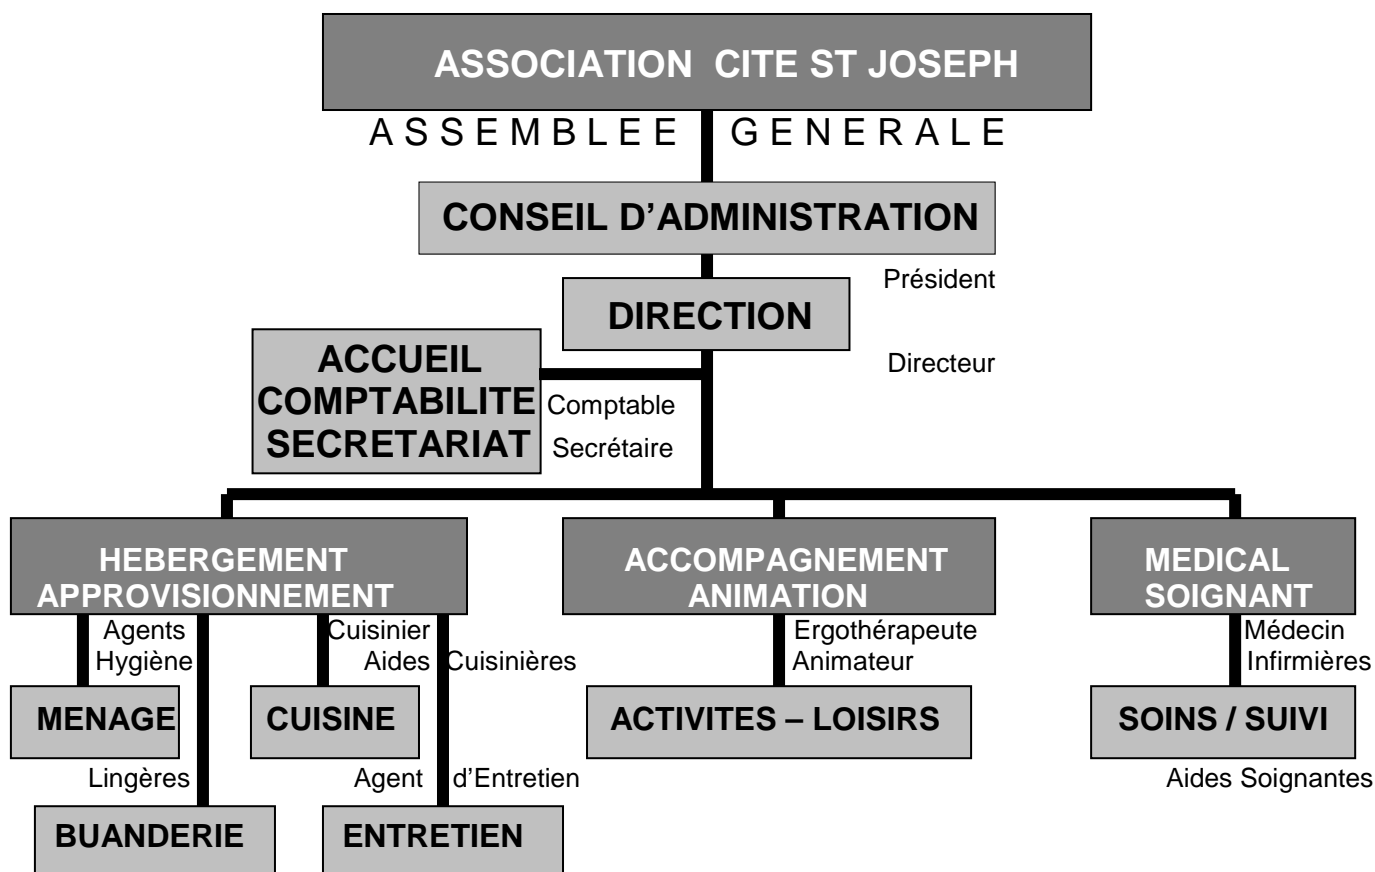 ASSOCIATION CITE ST JOSEPH
ASSEMBLEE GENERALE
CONSEIL D’ADMINISTRATION
Président
DIRECTION
Directeur
ACCUEIL
COMPTABILITE
SECRETARIAT
Comptable
Secrétaire
HEBERGEMENT
APPROVISIONNEMENT
Agents
Hygiène
Cuisinier
Aides Cuisinières
MENAGE
CUISINE
Lingères
Agent d’Entretien
BUANDERIE
ENTRETIEN
ACCOMPAGNEMENT
ANIMATION
Ergothérapeute
Animateur
ACTIVITES – LOISIRS
MEDICAL
SOIGNANT
Médecin
Infirmières
SOINS / SUIVI
Aides Soignantes